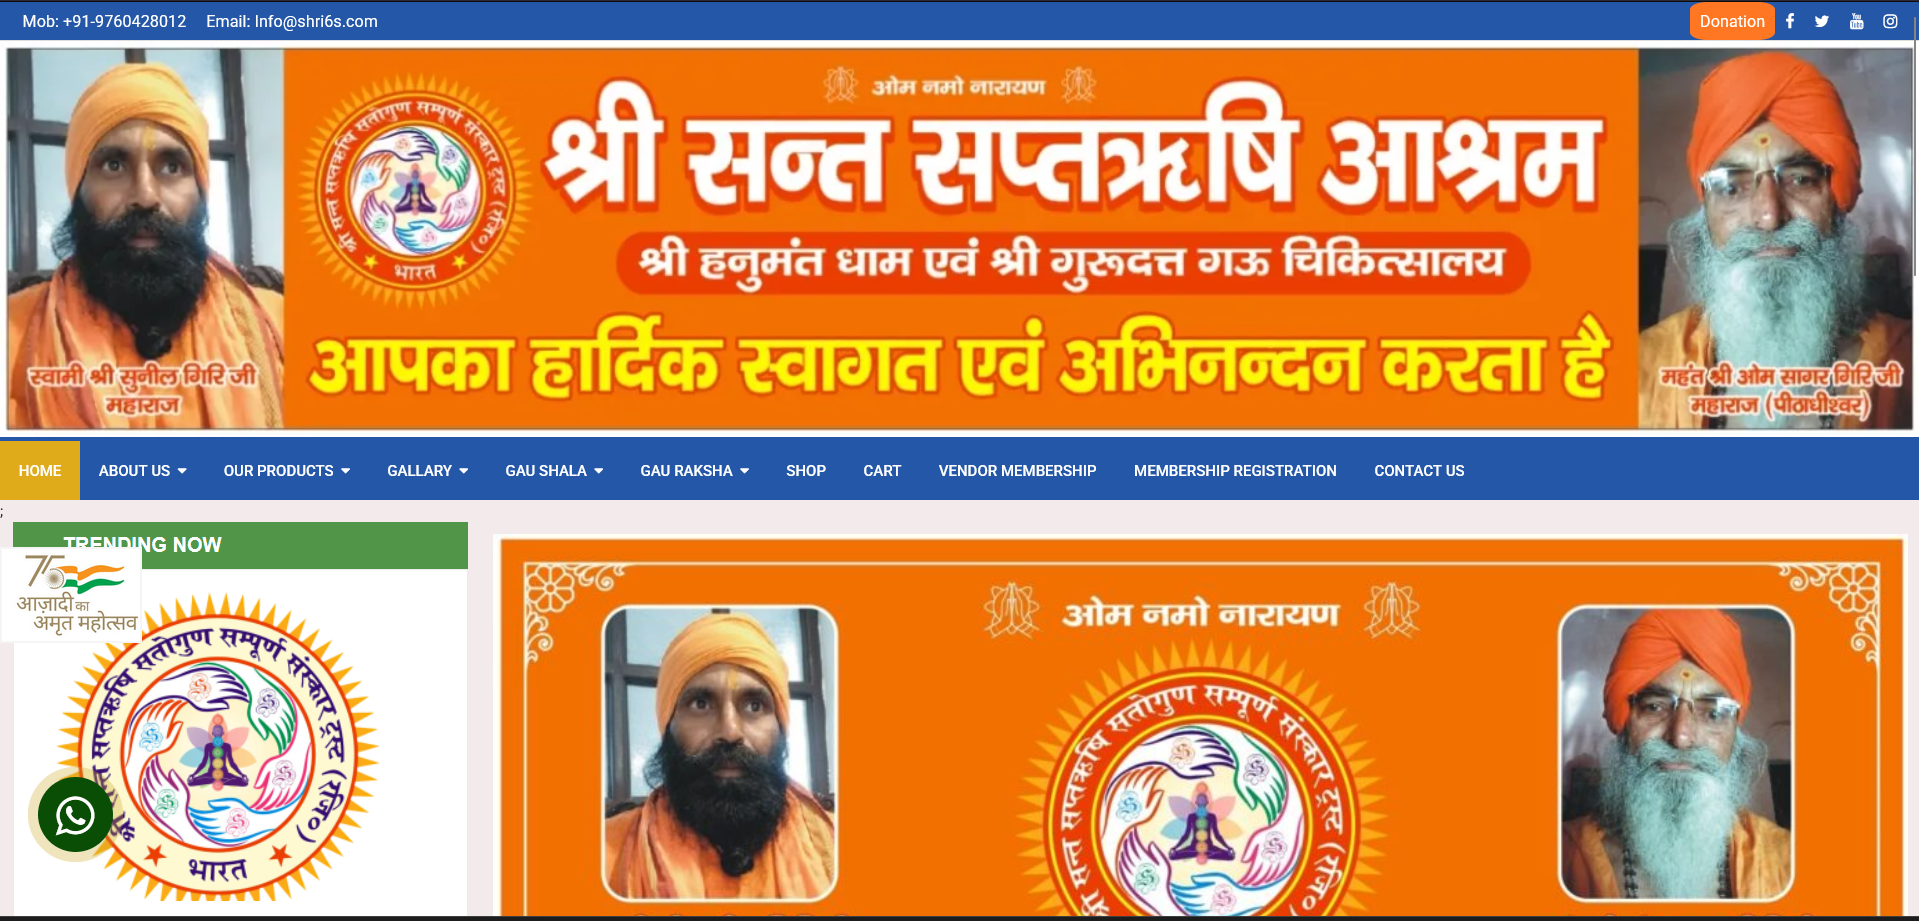 Mob: +91-9760428012 Email: Info@shri6s.com
Donation
ओम नमो नारायण
श्री सन्त सप्तऋषि आश्रम
श्री सन्त सप्तऋषि सतोगुण सम्पूर्ण संस्कार ट्रस्ट (रजि०)
भारत
श्री हनुमंत धाम एवं श्री गुरूदत्त गऊ चिकित्सालय
आपका हार्दिक स्वागत एवं अभिनन्दन करता है
स्वामी श्री सुनील गिरि जी
महाराज
महंत श्री ओम सागर गिरि जी
महाराज (पीठाधीश्वर)
HOME ABOUT US OUR PRODUCTS GALLARY GAU SHALA GAU RAKSHA SHOP CART VENDOR MEMBERSHIP MEMBERSHIP REGISTRATION CONTACT US
;
TRENDING NOW
75
आज़ादी का
अमृत महोत्सव
श्री सन्त सप्तऋषि सतोगुण सम्पूर्ण संस्कार ट्रस्ट (रजि०)
भारत
ओम नमो नारायण
श्री सन्त सप्तऋषि सतोगुण सम्पूर्ण संस्कार ट्रस्ट (रजि०)